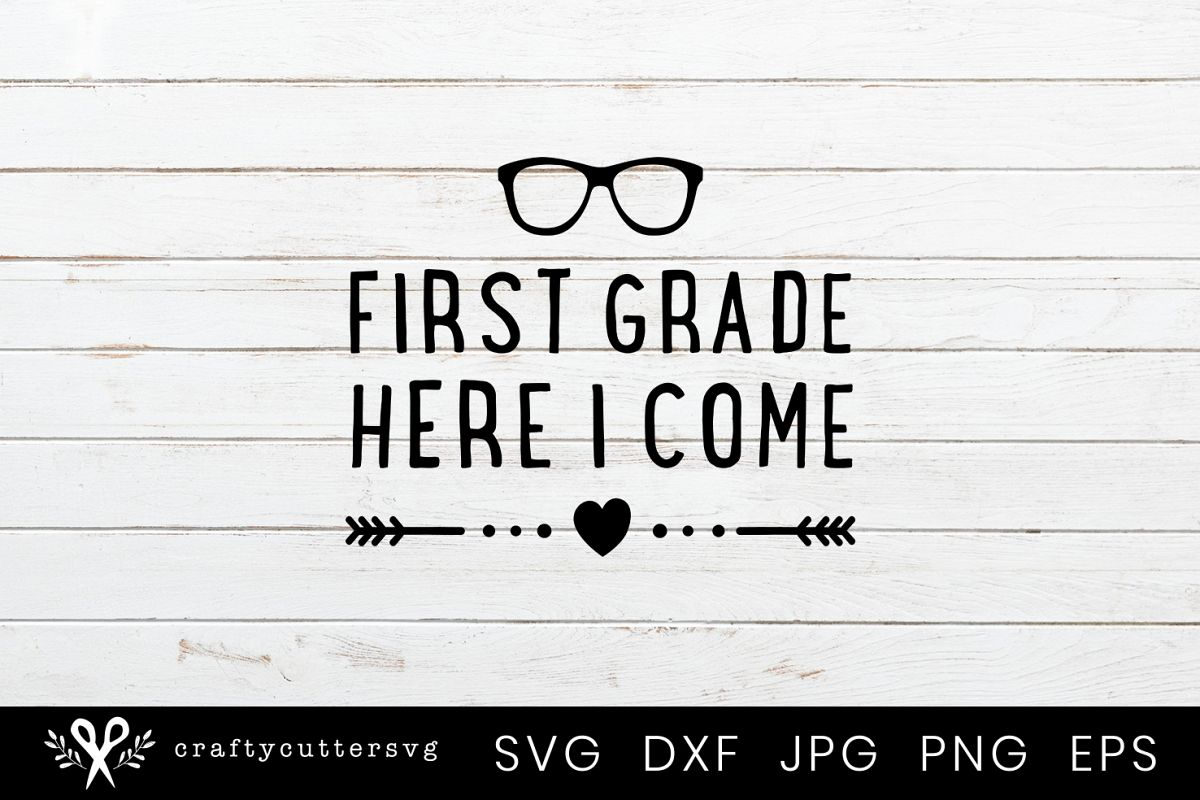 FIRST GRADE
HERE I COME
craftycuttersvg SVG DXF JPG PNG EPS